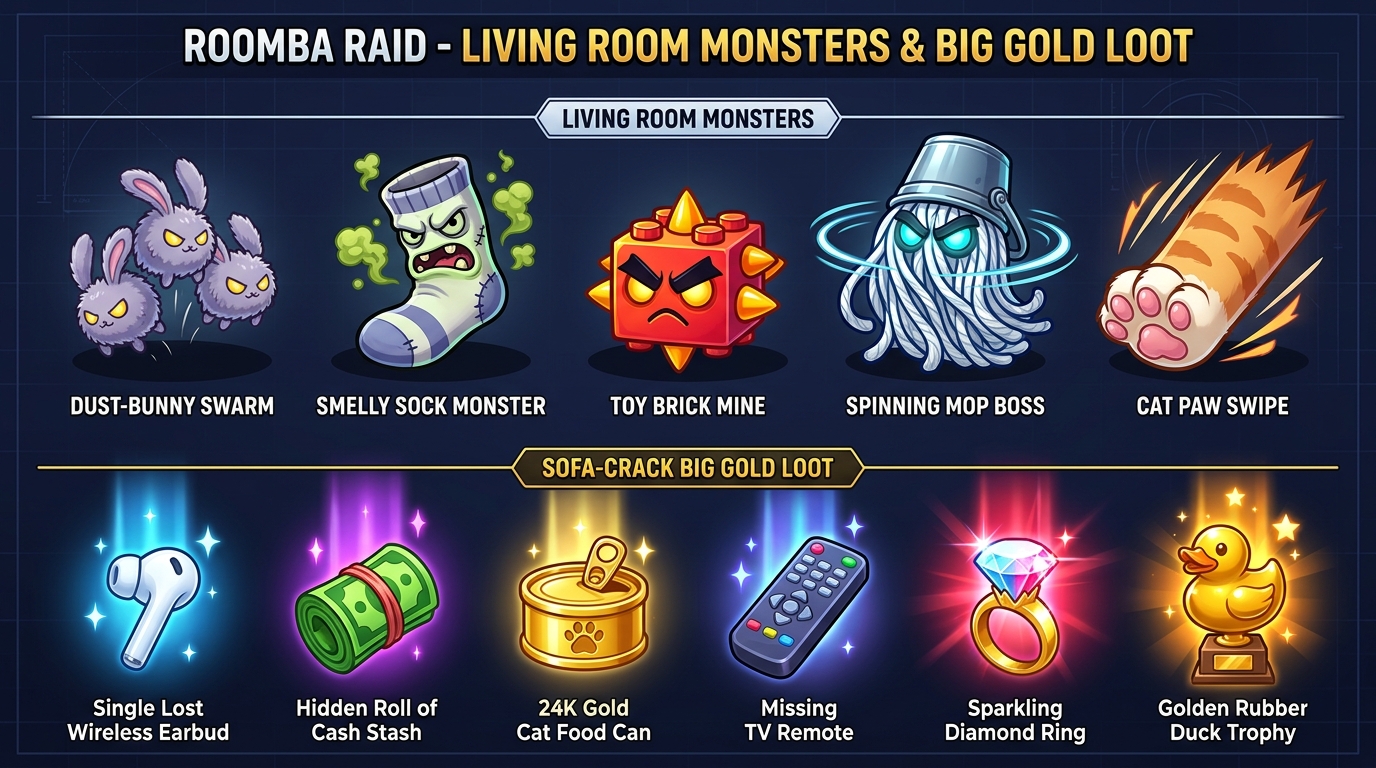 ROOMBA RAID - LIVING ROOM MONSTERS & BIG GOLD LOOT
LIVING ROOM MONSTERS
DUST-BUNNY SWARM
SMELLY SOCK MONSTER
TOY BRICK MINE
SPINNING MOP BOSS
CAT PAW SWIPE
SOFA-CRACK BIG GOLD LOOT
Single Lost
Wireless Earbud
Hidden Roll of
Cash Stash
24K Gold
Cat Food Can
Missing
TV Remote
Sparkling
Diamond Ring
Golden Rubber
Duck Trophy